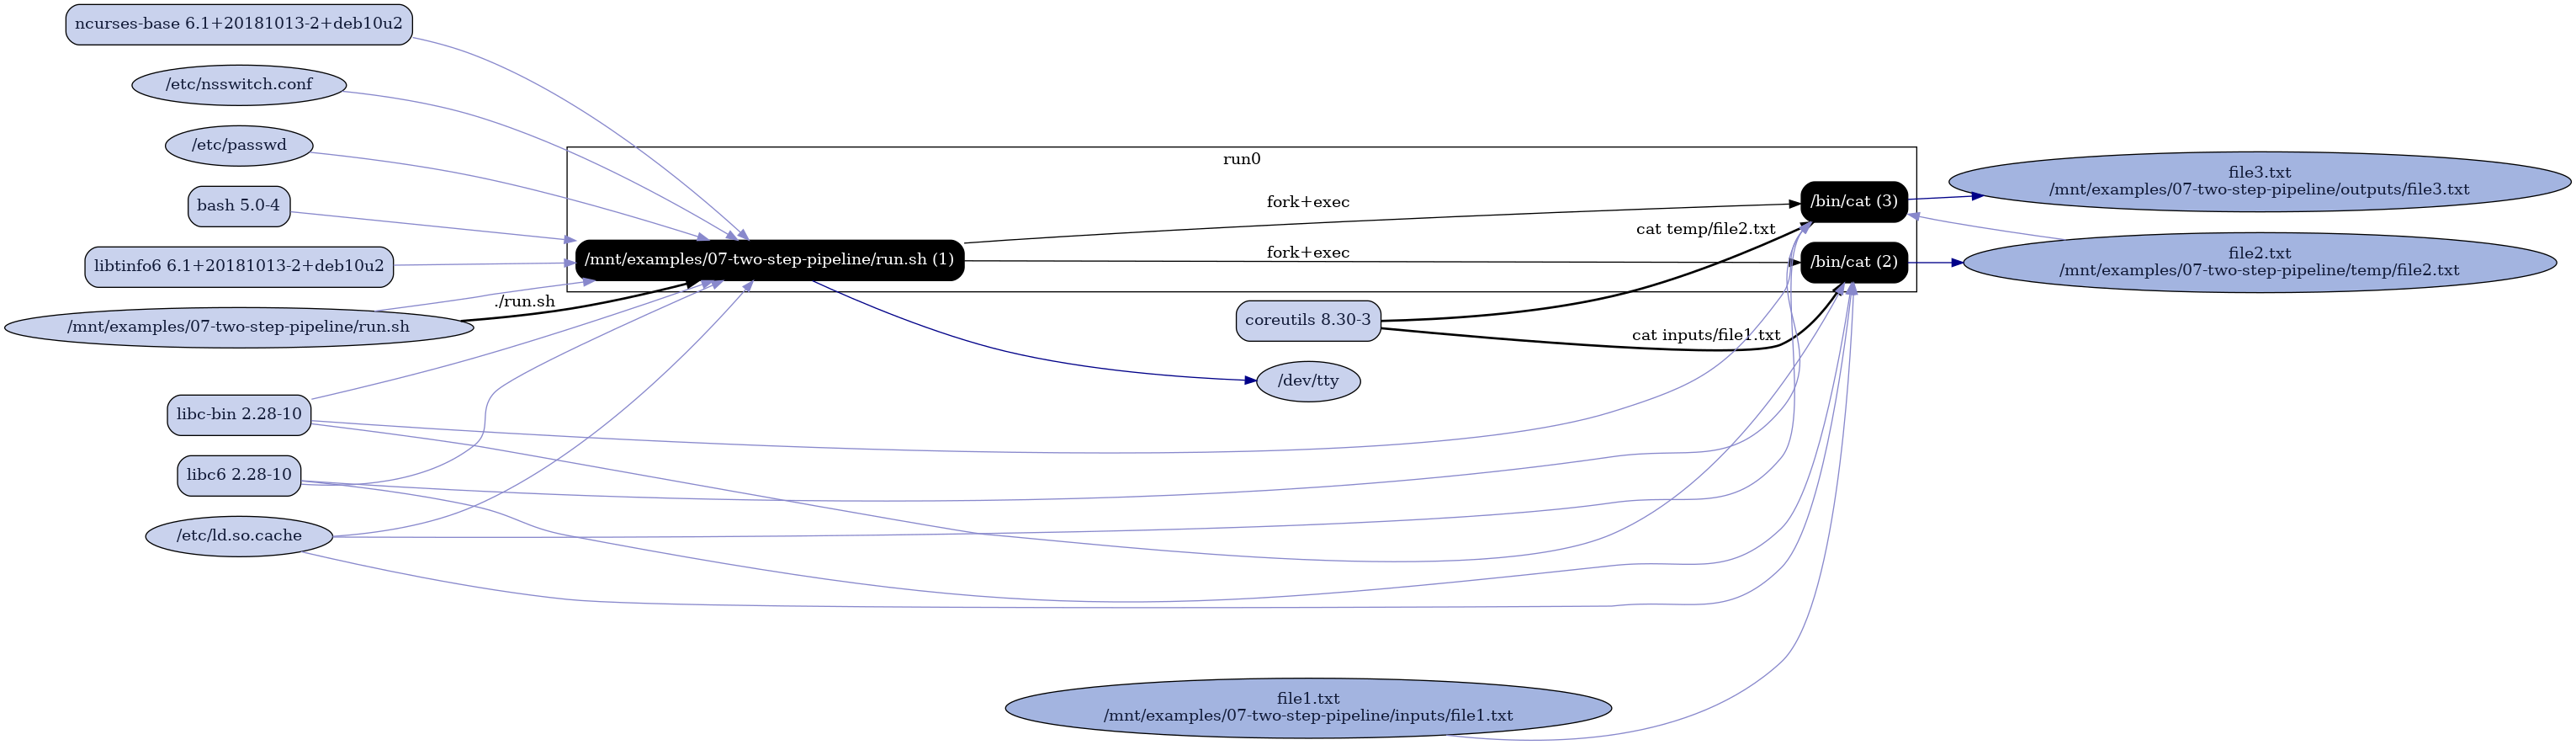 ncurses-base 6.1+20181013-2+deb10u2
/etc/nsswitch.conf
/etc/passwd
bash 5.0-4
libtinfo6 6.1+20181013-2+deb10u2
/mnt/examples/07-two-step-pipeline/run.sh
./run.sh
libc-bin 2.28-10
libc6 2.28-10
/etc/ld.so.cache
run0
/mnt/examples/07-two-step-pipeline/run.sh (1)
fork+exec
fork+exec
cat temp/file2.txt
/bin/cat (3)
/bin/cat (2)
coreutils 8.30-3
cat inputs/file1.txt
/dev/tty
file3.txt
/mnt/examples/07-two-step-pipeline/outputs/file3.txt
file2.txt
/mnt/examples/07-two-step-pipeline/temp/file2.txt
file1.txt
/mnt/examples/07-two-step-pipeline/inputs/file1.txt